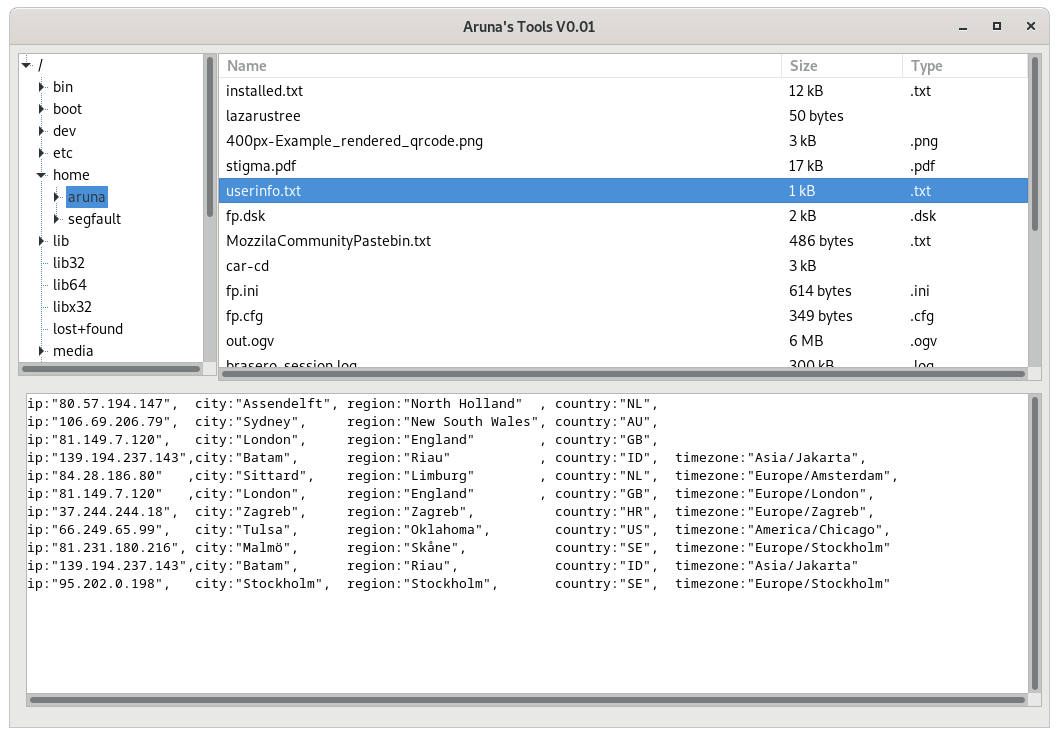 Aruna's Tools V0.01
/
bin
boot
dev
etc
home
aruna
segfault
lib
lib32
lib64
libx32
lost+found
media
Name Size Type
installed.txt 12 kB .txt
lazarustree 50 bytes
400px-Example_rendered_qrcode.png 3 kB .png
stigma.pdf 17 kB .pdf
userinfo.txt 1 kB .txt
fp.dsk 2 kB .dsk
MozzilaCommunityPastebin.txt 486 bytes .txt
car-cd 3 kB
fp.ini 614 bytes .ini
fp.cfg 349 bytes .cfg
out.ogv 6 MB .ogv
brasero_session.log 300 kB .log
ip:"80.57.194.147",  city:"Assendelft", region:"North Holland"  , country:"NL",
ip:"106.69.206.79", city:"Sydney",     region:"New South Wales", country:"AU",
ip:"81.149.7.120",   city:"London",     region:"England"        , country:"GB",
ip:"139.194.237.143",city:"Batam",      region:"Riau"           , country:"ID",  timezone:"Asia/Jakarta",
ip:"84.28.186.80"   ,city:"Sittard",    region:"Limburg"        , country:"NL",  timezone:"Europe/Amsterdam",
ip:"81.149.7.120"   ,city:"London",     region:"England"        , country:"GB",  timezone:"Europe/London",
ip:"37.244.244.18",  city:"Zagreb",     region:"Zagreb",          country:"HR",  timezone:"Europe/Zagreb",
ip:"66.249.65.99",   city:"Tulsa",      region:"Oklahoma",        country:"US",  timezone:"America/Chicago",
ip:"81.231.180.216", city:"Malmö",      region:"Skåne",           country:"SE",  timezone:"Europe/Stockholm"
ip:"139.194.237.143",city:"Batam",      region:"Riau",            country:"ID",  timezone:"Asia/Jakarta"
ip:"95.202.0.198",   city:"Stockholm",  region:"Stockholm",       country:"SE",  timezone:"Europe/Stockholm"